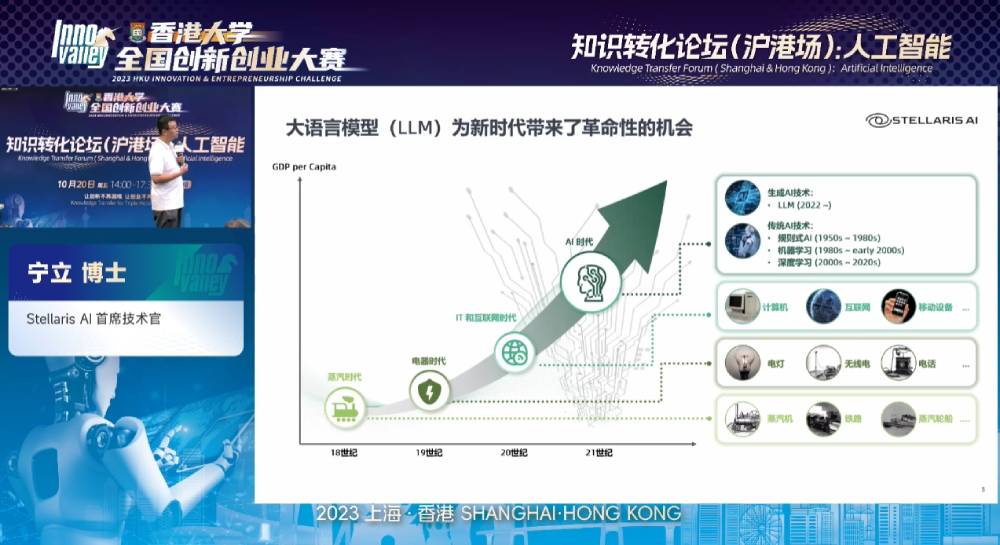 Inno
Valley
香港大学
全国创新创业大赛
2023 HKU INNOVATION & ENTREPRENEURSHIP CHALLENGE
知识转化论坛(沪港场):人工智能
Knowledge Transfer Forum ( Shanghai & Hong Kong ): Artificial Intelligence
香港大学
全国创新创业大赛
知识转化论坛(沪港场
人工智能
Knowledge Transfer Forum ( Shanghai & Hong Kong
10月20日 周五 14:00-17:3
宁立 博士
Inno
Valley
Stellaris AI 首席技术官
大语言模型(LLM)为新时代带来了革命性的机会
STELLARIS AI
GDP per Capita
AI 时代
IT 和互联网时代
电器时代
蒸汽时代
18世纪
19世纪
20世纪
21世纪
生成AI技术:
• LLM (2022 ~)
传统AI技术:
• 规则式AI (1950s ~ 1980s)
• 机器学习 (1980s ~ early 2000s)
• 深度学习 (2000s ~ 2020s)
计算机 互联网 移动设备 ...
电灯 无线电 电话 ...
蒸汽机 铁路 蒸汽轮船 ...
5
2023 上海·香港 SHANGHAI·HONG KONG